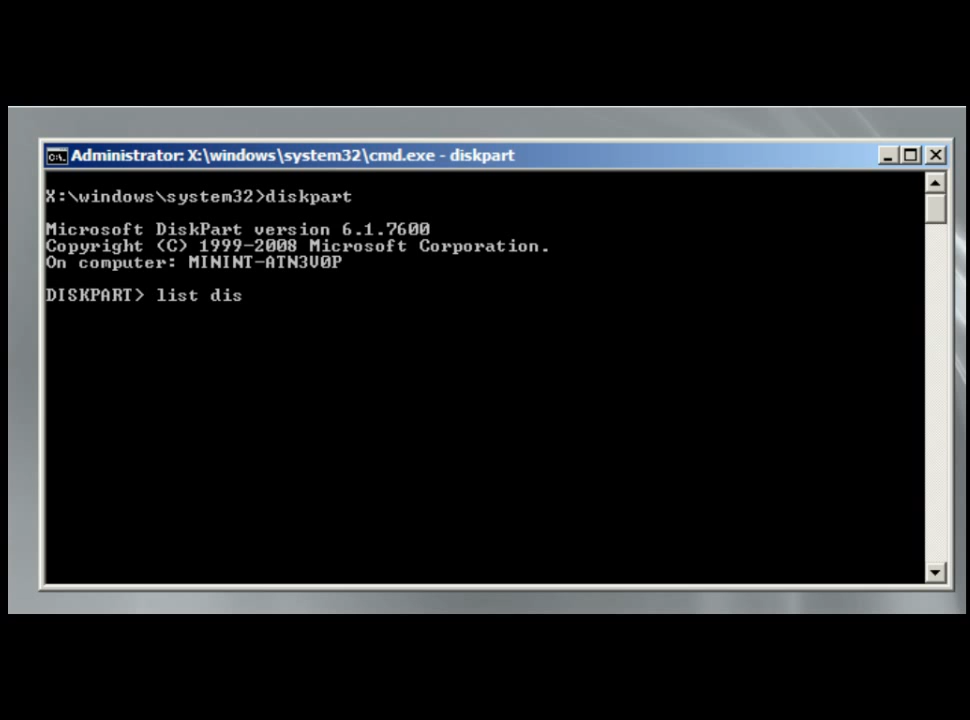 Administrator: X:\windows\system32\cmd.exe - diskpart
X:\windows\system32>diskpart
Microsoft DiskPart version 6.1.7600
Copyright (C) 1999-2008 Microsoft Corporation.
On computer: MININT-ATN3V0P
DISKPART> list dis